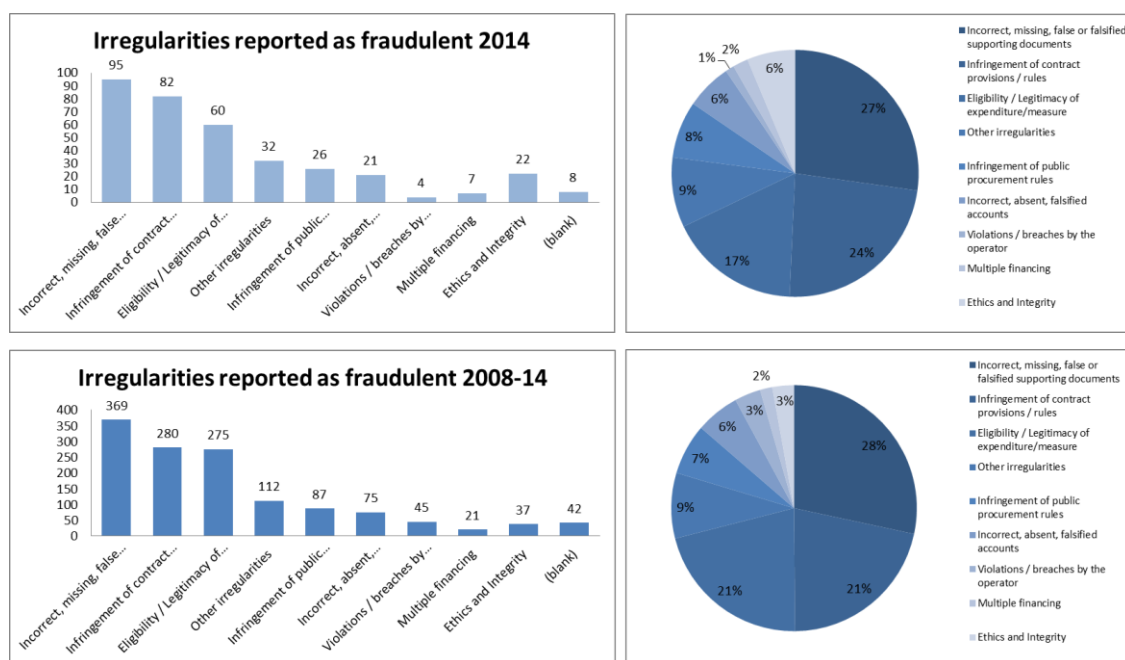 Irregularities reported as fraudulent 2014
100
90
80
70
60
50
40
30
20
10
0
95
82
60
32
26
21
4
7
22
8
Incorrect, missing, false...
Infringement of contract...
Eligibility / Legitimacy of...
Other irregularities
Infringement of public...
Incorrect, absent,...
Violations / breaches by...
Multiple financing
Ethics and Integrity
(blank)
27%
24%
17%
9%
8%
6%
1%
2%
6%
Incorrect, missing, false or falsified
supporting documents
Infringement of contract
provisions / rules
Eligibility / Legitimacy of
expenditure/measure
Other irregularities
Infringement of public
procurement rules
Incorrect, absent, falsified
accounts
Violations / breaches by the
operator
Multiple financing
Ethics and Integrity
Irregularities reported as fraudulent 2008-14
400
350
300
250
200
150
100
50
0
369
280
275
112
87
75
45
21
37
42
Incorrect, missing, false...
Infringement of contract...
Eligibility / Legitimacy of...
Other irregularities
Infringement of public...
Incorrect, absent,...
Violations / breaches by...
Multiple financing
Ethics and Integrity
(blank)
28%
21%
21%
9%
7%
6%
3%
2%
3%
Incorrect, missing, false or
falsified supporting documents
Infringement of contract
provisions / rules
Eligibility / Legitimacy of
expenditure/measure
Other irregularities
Infringement of public
procurement rules
Incorrect, absent, falsified
accounts
Violations / breaches by the
operator
Multiple financing
Ethics and Integrity